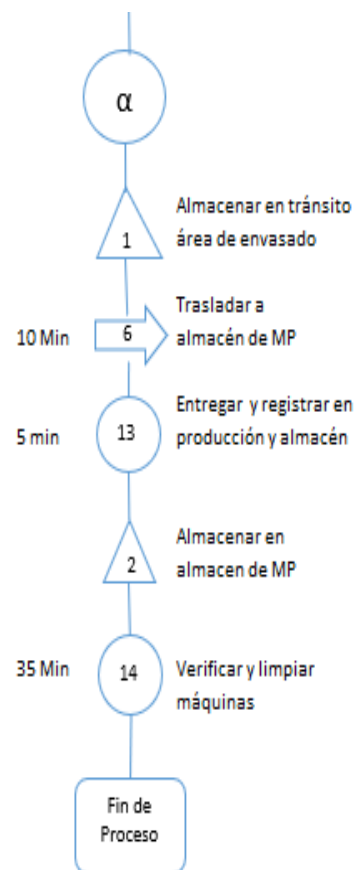 α
1
Almacenar en tránsito
área de envasado
10 Min
6
Trasladar a
almacén de MP
5 min
13
Entregar y registrar en
producción y almacén
2
Almacenar en
almacen de MP
35 Min
14
Verificar y limpiar
máquinas
Fin de
Proceso